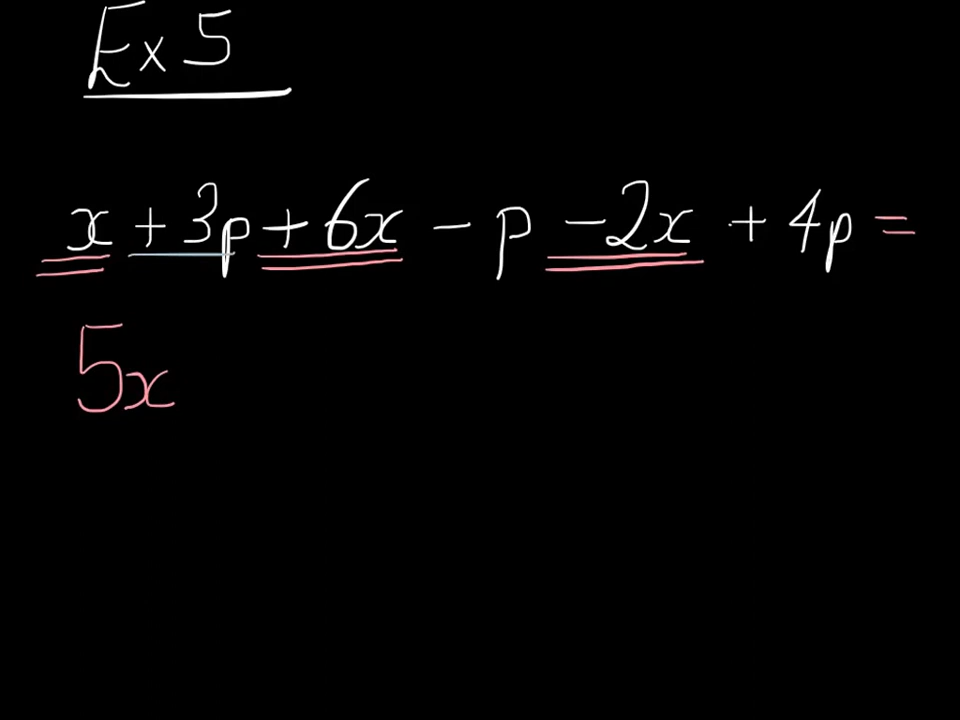 Ex 5
x + 3p + 6x - p - 2x + 4p =
5x